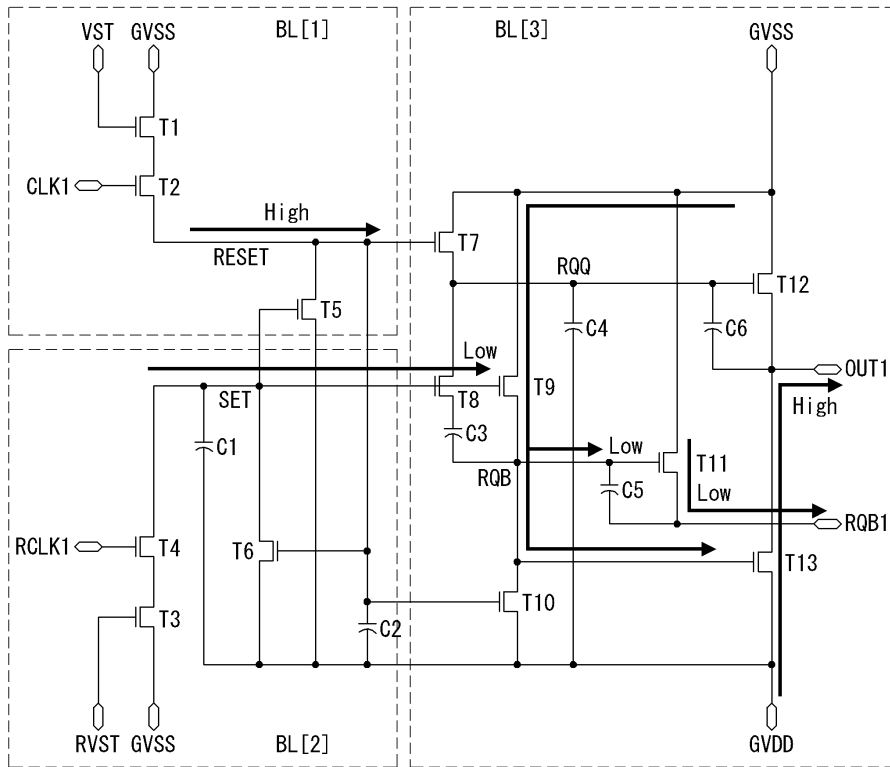 VST GVSS BL[1] BL[3] GVSS
T1
CLK1 T2
High
RESET T7
RQQ T12
T5 C4 C6
Low OUT1
SET T8 T9 High
C3
C1 RQB Low T11
C5 Low
RQB1
RCLK1 T4 T6
T13
T3 C2 T10
RVST GVSS BL[2] GVDD